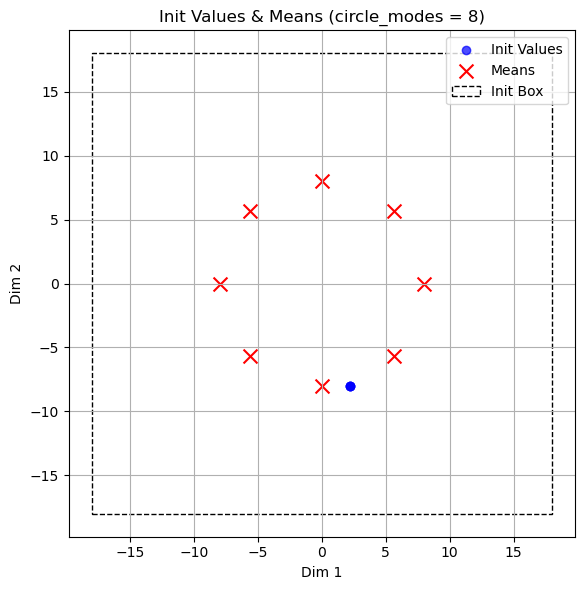 Init Values & Means (circle_modes = 8)
Init Values
Means
Init Box
15
10
5
0
−5
−10
−15
Dim 2
−15
−10
−5
0
5
10
15
Dim 1